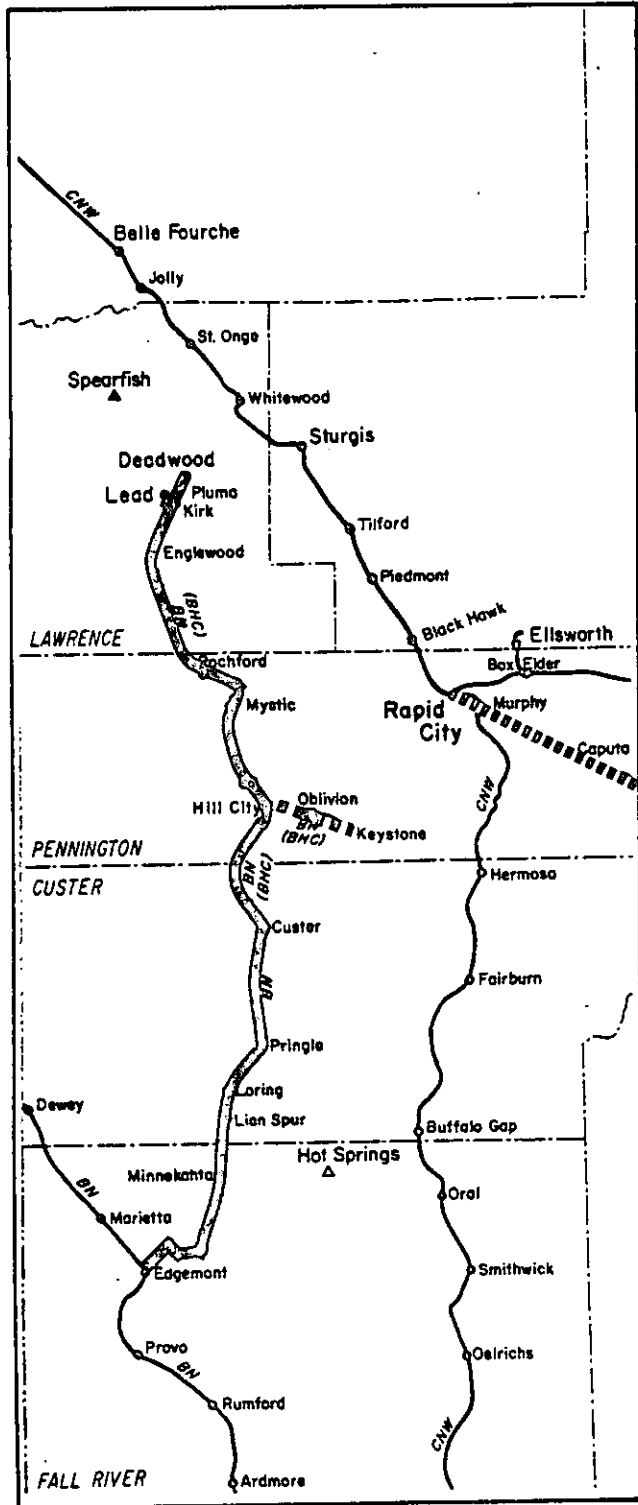 CNW
Belle Fourche
Jolly
St. Onge
Spearfish
Whitewood
Sturgis
Deadwood
Lead
Pluma
Kirk
Tilford
Englewood
Piedmont
BN
(BHC)
Black Hawk
LAWRENCE
Ellsworth
Rochford
Box Elder
Mystic
Rapid
City
Murphy
Caputa
CNW
Hill City
Oblivion
BN
(BHC)
Keystone
PENNINGTON
CUSTER
BN
(BHC)
Hermosa
Custer
Fairburn
Pringle
Loring
Dewey
Lien Spur
Buffalo Gap
Hot Springs
Minnekahta
BN
Oral
Marietta
Edgemont
Smithwick
Provo
BN
Oelrichs
Rumford
CNW
FALL RIVER
Ardmore